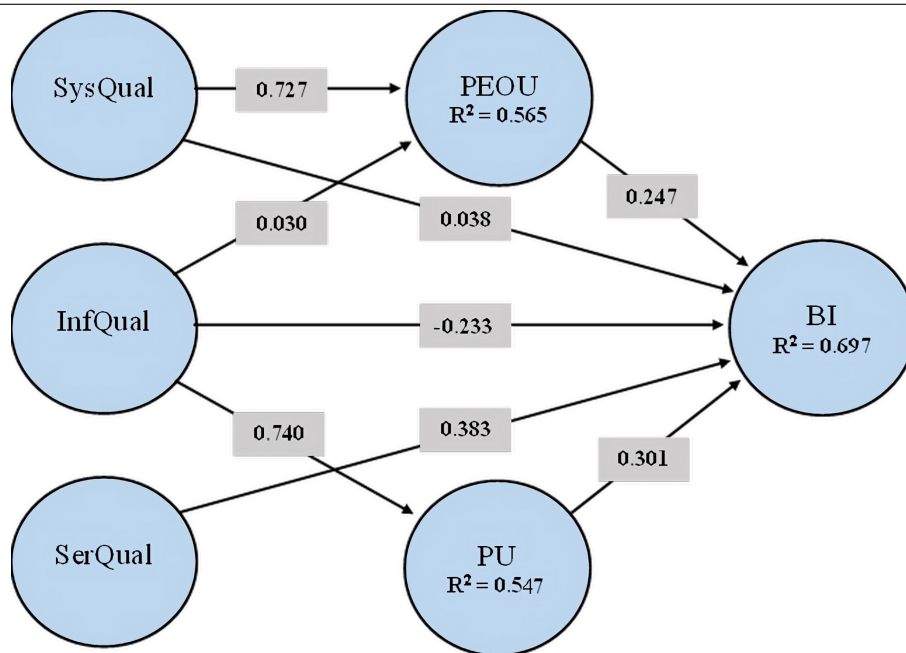 SysQual
0.727
PEOU
R² = 0.565
0.247
0.030
0.038
InfQual
-0.233
BI
R² = 0.697
0.740
0.383
0.301
SerQual
PU
R² = 0.547